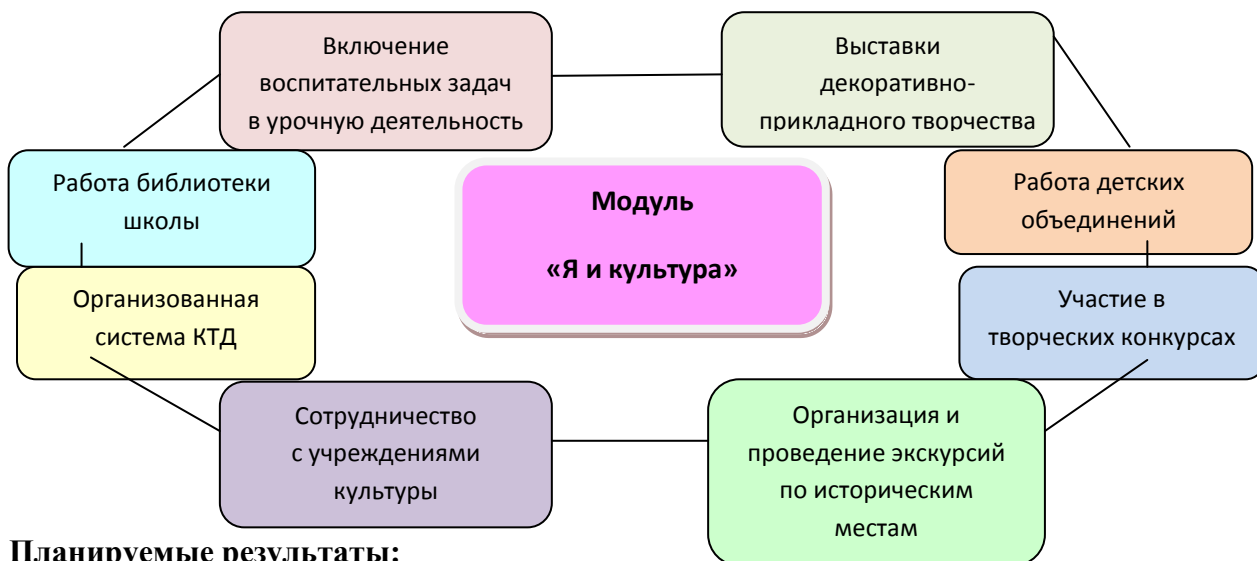 Включение
воспитательных задач
в урочную деятельность
Выставки
декоративно-
прикладного творчества
Работа библиотеки
школы
Модуль
«Я и культура»
Работа детских
объединений
Организованная
система КТД
Участие в
творческих конкурсах
Сотрудничество
с учреждениями
культуры
Организация и
проведение экскурсий
по историческим
местам
Планируемые результаты: